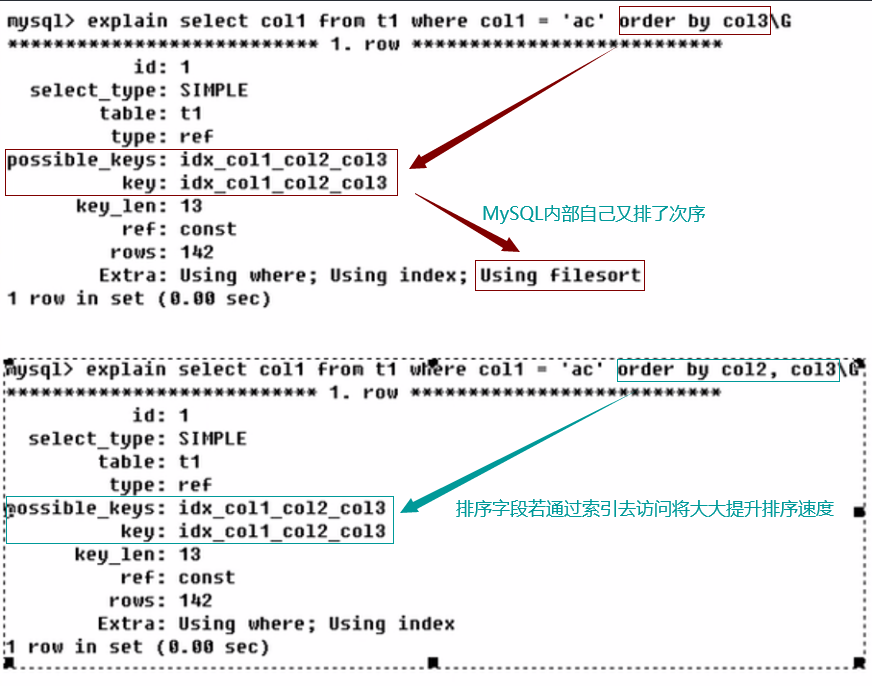 mysql> explain select col1 from t1 where col1 = 'ac' order by col3\G
*************************** 1. row ***************************
id: 1
select_type: SIMPLE
table: t1
type: ref
possible_keys: idx_col1_col2_col3
key: idx_col1_col2_col3
key_len: 13
MySQL内部自己又排了次序
ref: const
rows: 142
Extra: Using where; Using index; Using filesort
1 row in set (0.00 sec)
mysql> explain select col1 from t1 where col1 = 'ac' order by col2, col3\G
*************************** 1. row ***************************
id: 1
select_type: SIMPLE
table: t1
type: ref
possible_keys: idx_col1_col2_col3
排序字段若通过索引去访问将大大提升排序速度
key: idx_col1_col2_col3
key_len: 13
ref: const
rows: 142
Extra: Using where; Using index
1 row in set (0.00 sec)